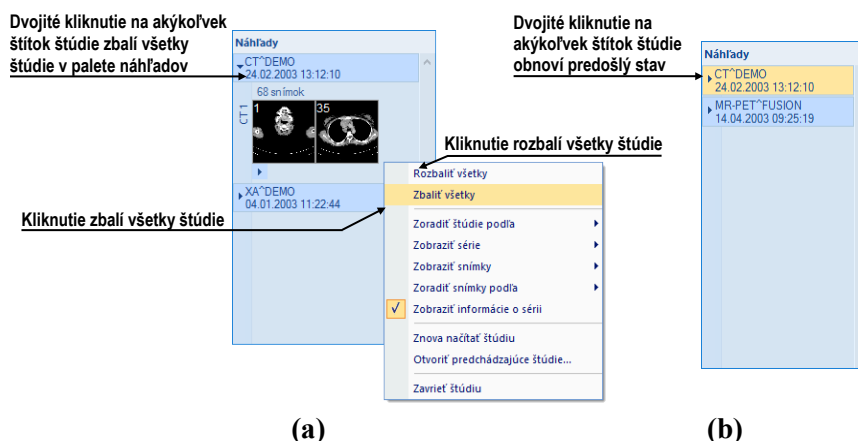 Dvojité kliknutie na akýkoľvek
štítok štúdie zbalí všetky
štúdie v palete náhľadov
Náhľady
CT^DEMO
24.02.2003 13:12:10
68 snímok
CT 1
1
35
XA^DEMO
04.01.2003 11:22:44
Kliknutie rozbalí všetky štúdie
Kliknutie zbalí všetky štúdie
Rozbaliť všetky
Zbaliť všetky
Zoradiť štúdie podľa
Zobraziť série
Zobraziť snímky
Zoradiť snímky podľa
Zobraziť informácie o sérii
Znova načítať štúdiu
Otvoriť predchádzajúce štúdie...
Zavrieť štúdiu
(a)
Dvojité kliknutie na
akýkoľvek štítok štúdie
obnoví predošlý stav
Náhľady
CT^DEMO
24.02.2003 13:12:10
MR-PET^FUSION
14.04.2003 09:25:19
(b)